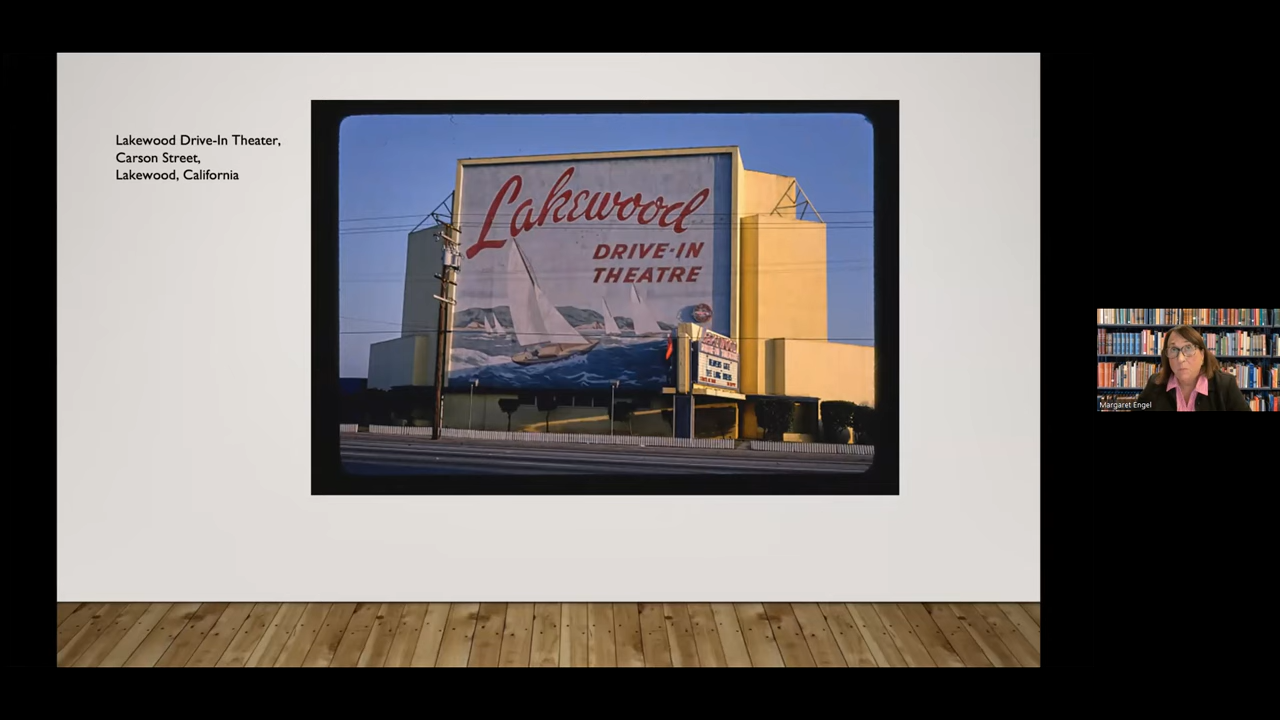 Lakewood Drive-In Theater,
Carson Street,
Lakewood, California
Lakewood
DRIVE-IN
THEATRE
Margaret Engel